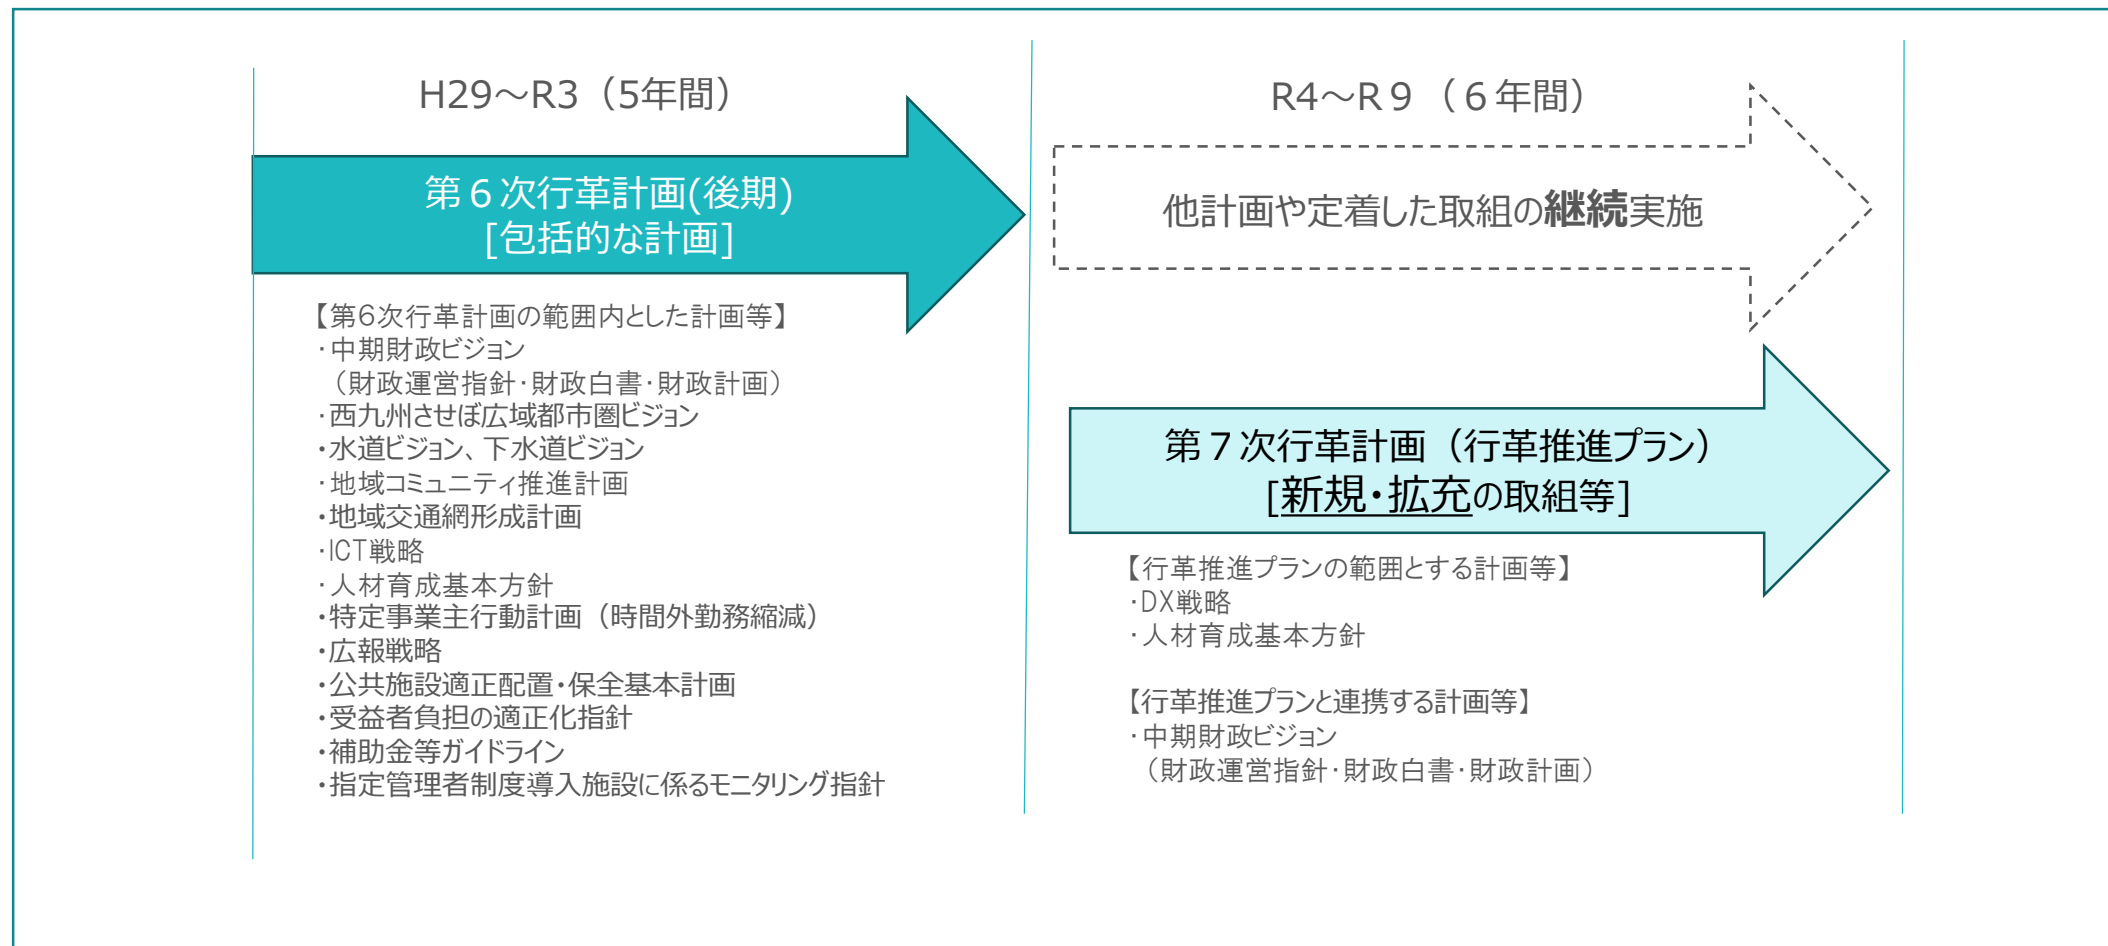 H29～R3（5年間）
第６次行革計画(後期)
[包括的な計画]
【第6次行革計画の範囲内とした計画等】
・中期財政ビジョン
（財政運営指針・財政白書・財政計画）
・西九州させぼ広域都市圏ビジョン
・水道ビジョン、下水道ビジョン
・地域コミュニティ推進計画
・地域交通網形成計画
・ICT戦略
・人材育成基本方針
・特定事業主行動計画（時間外勤務縮減）
・広報戦略
・公共施設適正配置・保全基本計画
・受益者負担の適正化指針
・補助金等ガイドライン
・指定管理者制度導入施設に係るモニタリング指針
R4～R９（６年間）
他計画や定着した取組の継続実施
第７次行革計画（行革推進プラン）
[新規・拡充の取組等]
【行革推進プランの範囲とする計画等】
・DX戦略
・人材育成基本方針
【行革推進プランと連携する計画等】
・中期財政ビジョン
（財政運営指針・財政白書・財政計画）